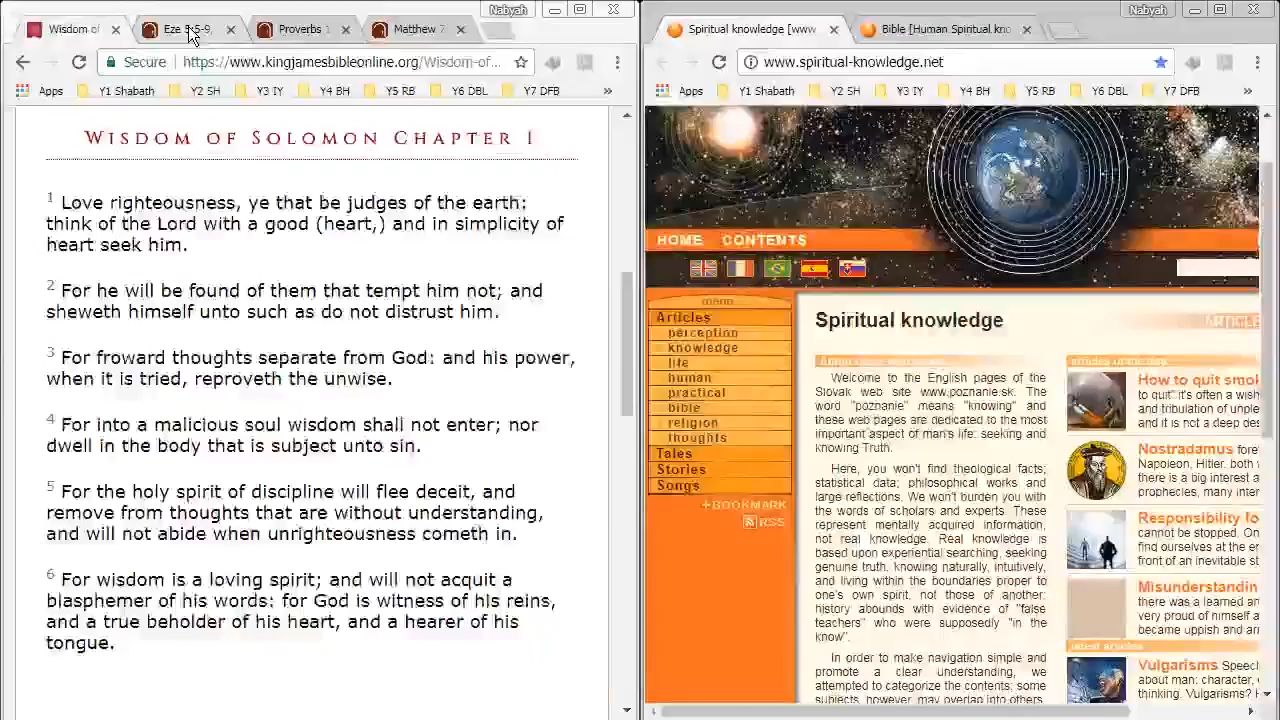 Nabyah
Wisdom of
Eze 8:5-9,
Proverbs 1
Matthew 7
Secure
https://www.kingjamesbibleonline.org/Wisdom-of...
Apps
Y1 Shabath
Y2 SH
Y3 IY
Y4 BH
Y5 RB
Y6 DBL
Y7 DFB
»
Wisdom of Solomon Chapter 1
1 Love righteousness, ye that be judges of the earth:
think of the Lord with a good (heart,) and in simplicity of
heart seek him.
2 For he will be found of them that tempt him not; and
sheweth himself unto such as do not distrust him.
3 For froward thoughts separate from God: and his power,
when it is tried, reproveth the unwise.
4 For into a malicious soul wisdom shall not enter; nor
dwell in the body that is subject unto sin.
5 For the holy spirit of discipline will flee deceit, and
remove from thoughts that are without understanding,
and will not abide when unrighteousness cometh in.
6 For wisdom is a loving spirit; and will not acquit a
blasphemer of his words: for God is witness of his reins,
and a true beholder of his heart, and a hearer of his
tongue.
Nabyah
Spiritual knowledge [www
Bible [Human Spiritual kno
www.spiritual-knowledge.net
Apps
Y1 Shabath
Y2 SH
Y3 IY
Y4 BH
Y5 RB
Y6 DBL
Y7 DFB
»
HOME CONTENTS
menu
Articles
perception
knowledge
life
human
practical
bible
religion
thoughts
Tales
Stories
Songs
+BOOKMARK
RSS
Spiritual knowledge
ARTICLE
Welcome to the English pages of the
Slovak web site www.poznanie.sk. The
word "poznanie" means "knowing" and
these web pages are dedicated to the most
important aspect of man's life: seeking and
knowing Truth.
Here, you won't find theological facts;
statistical data; philosophical works and
large reflections. We won't burden you with
the words of scholars and experts. These
represent mentally acquired information,
not real knowledge. Real knowledge is
based upon experiential searching, seeking
genuine truth, knowing naturally, intuitively,
and living within the boundaries proper to
one's own spirit, not those of another:
history abounds with evidence of "false
teachers" who were supposedly "in the
know".
In order to make navigation simple and
promote a clear understanding, we
attempted to categorize the contents; some
subjects, however, may overlap into others.
How to quit smok
to quit" it's often a wish
and tribulation of unple
and it is not a deep des
Nostradamus fore
Napoleon, Hitler, both
there is a big interest a
prophecies, many inter
Responsibility fo
cannot be stopped. On
find ourselves at the er
front of an inevitable st
Misunderstandin
there was a learned an
very proud of himself a
became uppish and arr
latest articles
Vulgarisms Speech
about man: character,
thinking. Vulgarisms?